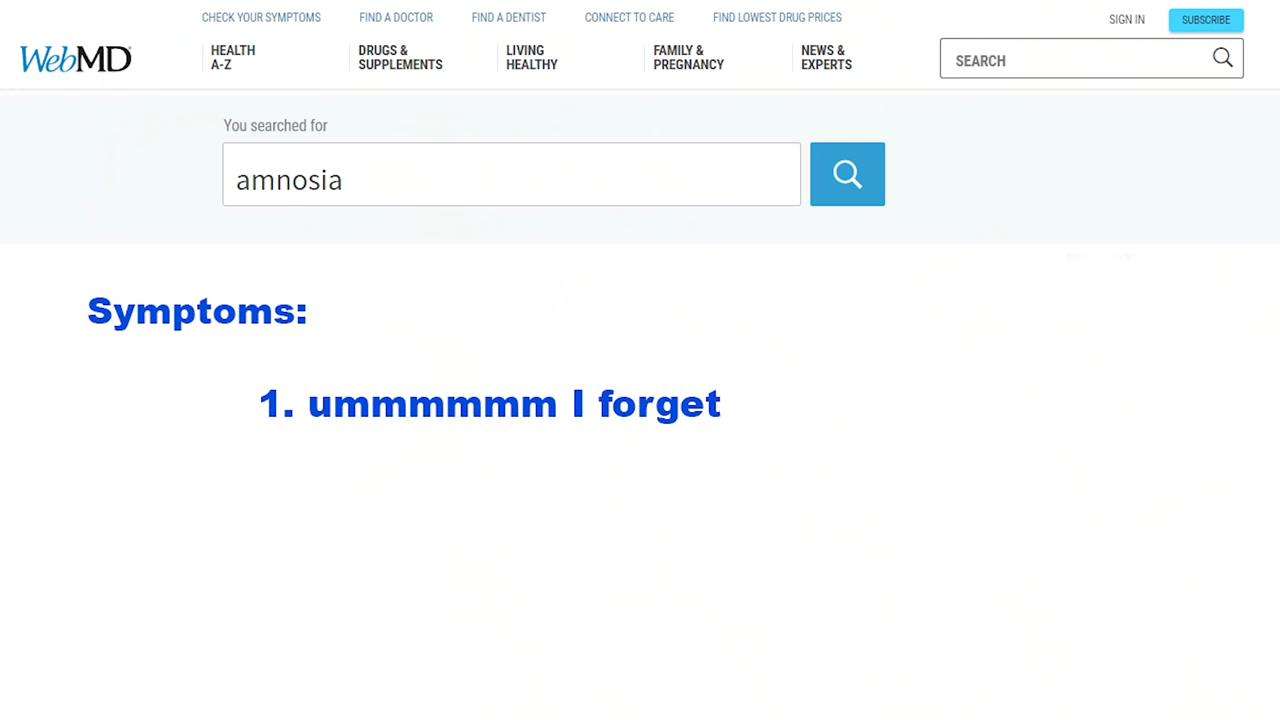 CHECK YOUR SYMPTOMS FIND A DOCTOR FIND A DENTIST CONNECT TO CARE FIND LOWEST DRUG PRICES SIGN IN SUBSCRIBE
WebMD
HEALTH
A-Z
DRUGS &
SUPPLEMENTS
LIVING
HEALTHY
FAMILY &
PREGNANCY
NEWS &
EXPERTS
SEARCH
You searched for
amnosia
Symptoms:
1. ummmmmm I forget